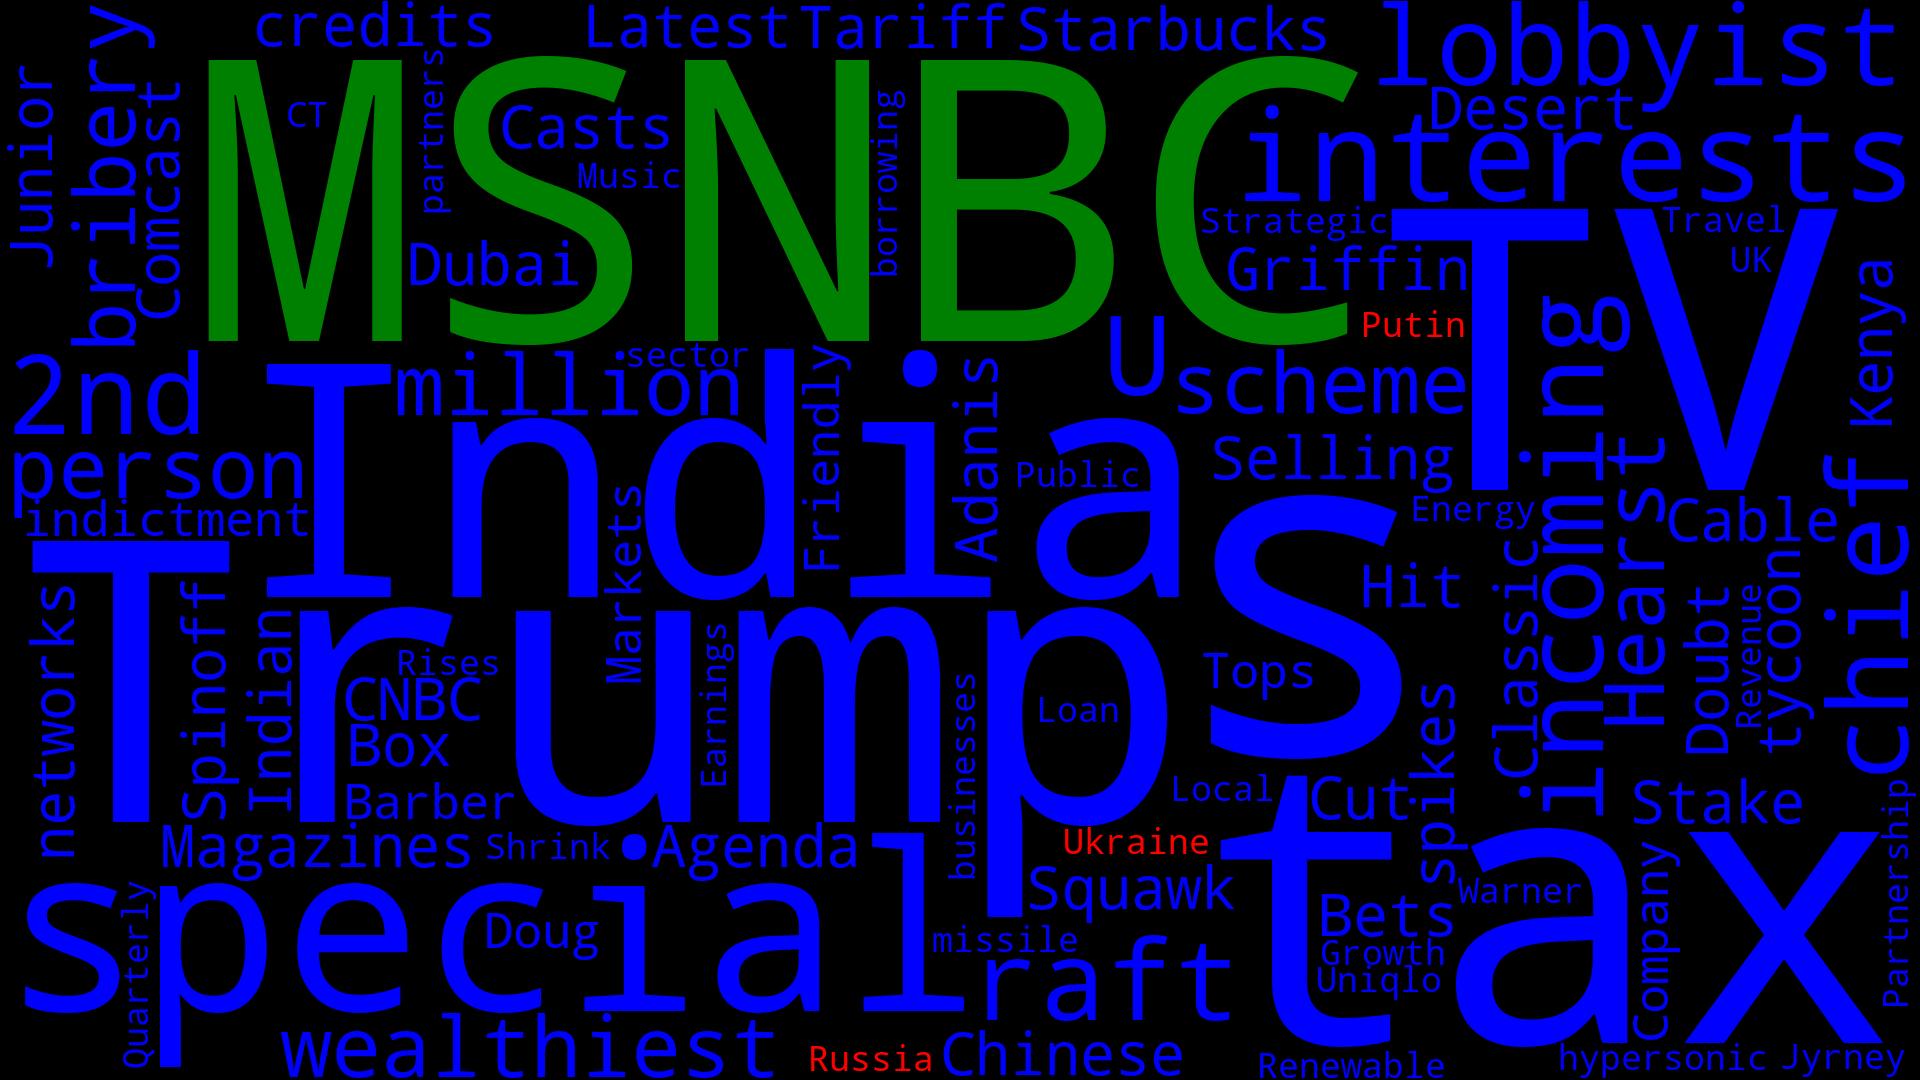 credits
Latest
Tariff
Starbucks
lobbyist
Junior
bribery
Comcast
MSNBC
CT
partners
Casts
Music
borrowing
Desert
interests
Dubai
Strategic
Griffin
TV
Travel
UK
Kenya
Putin
2nd
million
sector
India
Friendly
Adanis
U
scheme
incoming
person
indictment
Public
Selling
Energy
Hearst
Cable
chief
Trump
s
Markets
Hit
Classic
networks
Spinoff
Indian
Rises
CNBC
Box
Barber
Earnings
businesses
Loan
Tops
Doubt
Revenue
tycoon
spikes
Local
Cut
Stake
Magazines
Shrink
Agenda
Ukraine
special
tax
Squawk
Bets
Warner
Company
Partnership
Quarterly
Doug
missile
raft
Growth
Uniqlo
wealthiest
Russia
Chinese
Renewable
hypersonic
Jyrney